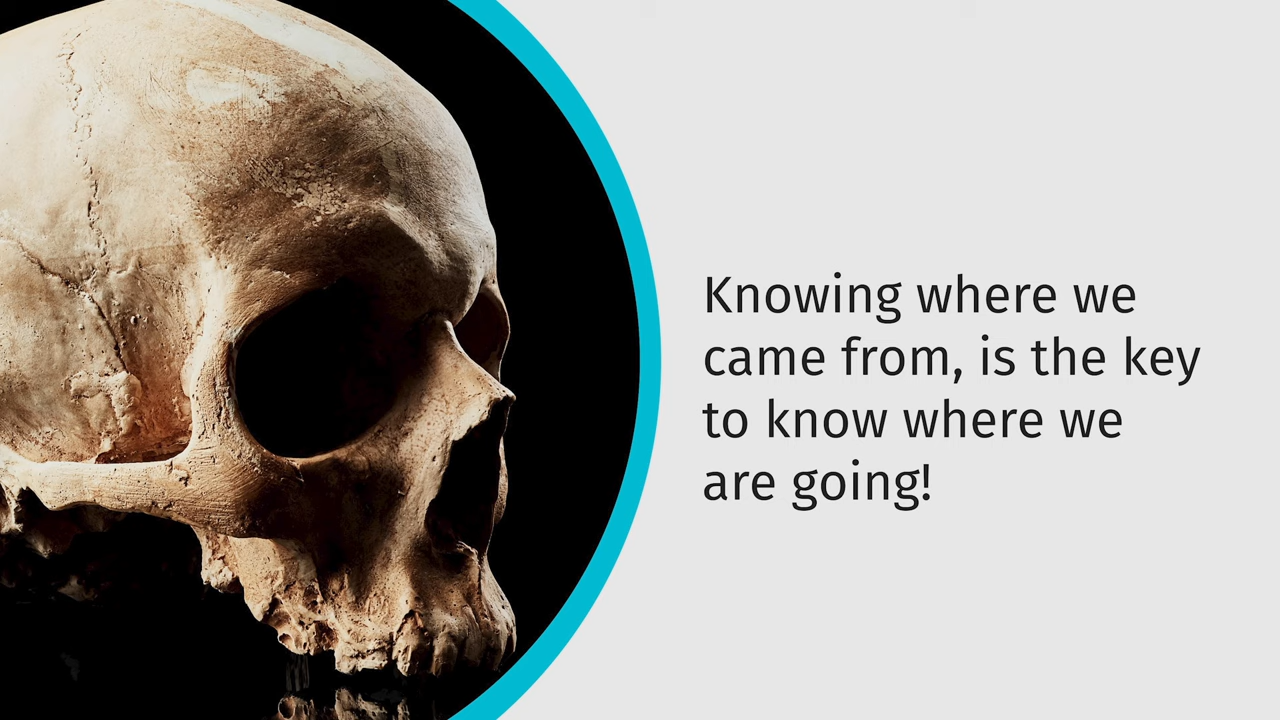 Knowing where we
came from, is the key
to know where we
are going!